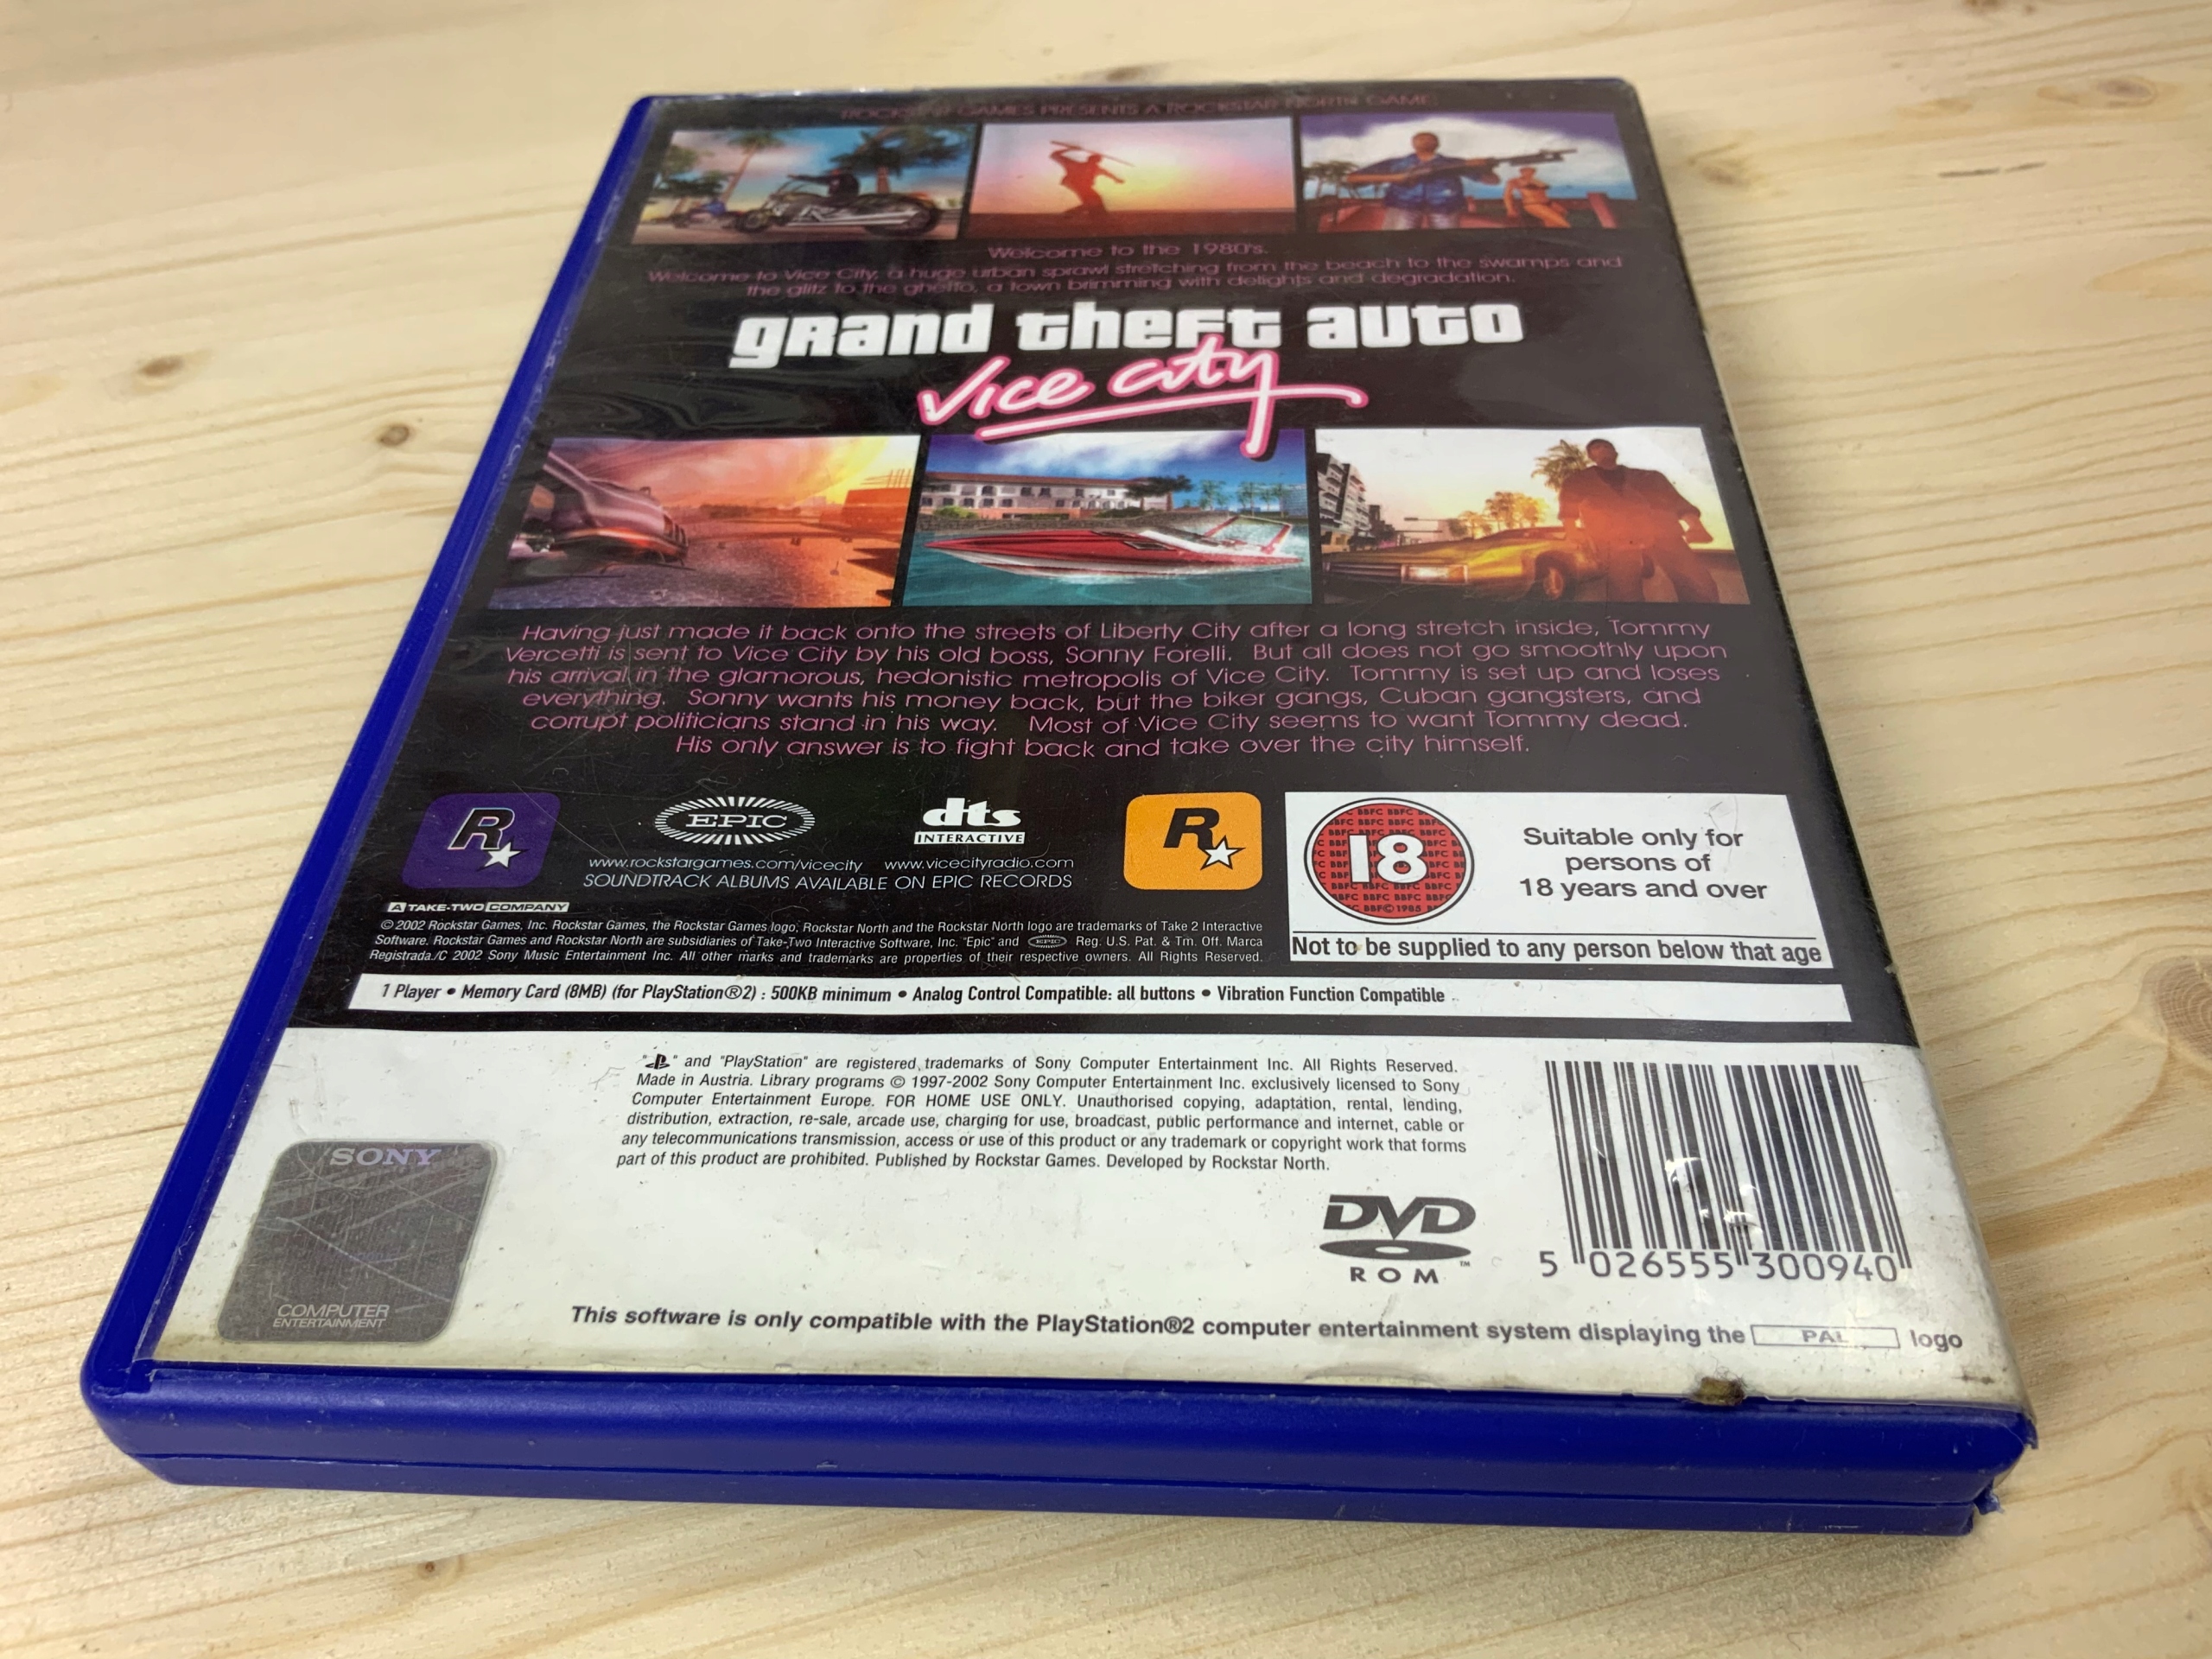 ROCKSTAR GAMES PRESENTS A ROCKSTAR NORTH GAME
Welcome to the 1980's.
Welcome to Vice City, a huge urban sprawl stretching from the beach to the swamps and
the glitz to the ghetto, a town brimming with delights and degradation.
grand theft auto
Vice City
Having just made it back onto the streets of Liberty City after a long stretch inside, Tommy
Vercetti is sent to Vice City by his old boss, Sonny Forelli. But all does not go smoothly upon
his arrival in the glamorous, hedonistic metropolis of Vice City. Tommy is set up and loses
everything. Sonny wants his money back, but the biker gangs, Cuban gangsters, and
corrupt politicians stand in his way. Most of Vice City seems to want Tommy dead.
His only answer is to fight back and take over the city himself.
R
EPIC
dts
INTERACTIVE
R
www.rockstargames.com/vicecity www.vicecityradio.com
SOUNDTRACK ALBUMS AVAILABLE ON EPIC RECORDS
18
BBFC©1985
Suitable only for
persons of
18 years and over
Not to be supplied to any person below that age
A TAKE-TWO COMPANY
© 2002 Rockstar Games, Inc. Rockstar Games, the Rockstar Games logo, Rockstar North and the Rockstar North logo are trademarks of Take 2 Interactive
Software. Rockstar Games and Rockstar North are subsidiaries of Take-Two Interactive Software, Inc. "Epic" and EPIC Reg. U.S. Pat. & Tm. Off. Marca
Registrada./C 2002 Sony Music Entertainment Inc. All other marks and trademarks are properties of their respective owners. All Rights Reserved.
1 Player • Memory Card (8MB) (for PlayStation®2) : 500KB minimum • Analog Control Compatible: all buttons • Vibration Function Compatible
" " and "PlayStation" are registered trademarks of Sony Computer Entertainment Inc. All Rights Reserved.
Made in Austria. Library programs © 1997-2002 Sony Computer Entertainment Inc. exclusively licensed to Sony
Computer Entertainment Europe. FOR HOME USE ONLY. Unauthorised copying, adaptation, rental, lending,
distribution, extraction, re-sale, arcade use, charging for use, broadcast, public performance and internet, cable or
any telecommunications transmission, access or use of this product or any trademark or copyright work that forms
part of this product are prohibited. Published by Rockstar Games. Developed by Rockstar North.
SONY
COMPUTER
ENTERTAINMENT
DVD
ROM ™
5 026555 300940
This software is only compatible with the PlayStation®2 computer entertainment system displaying the PAL logo